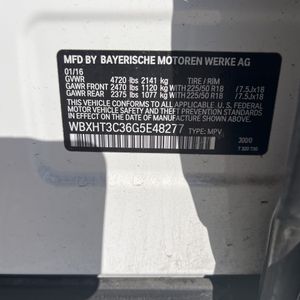 MFD BY BAYERISCHE MOTOREN WERKE AG
01/16
GVWR 4720 lbs 2141 kg TIRE / RIM
GAWR FRONT 2470 lbs 1120 kg WITH 225/50 R18 /7.5Jx18
GAWR REAR 2375 lbs 1077 kg WITH 225/50 R18 /7.5Jx18
THIS VEHICLE CONFORMS TO ALL APPLICABLE U.S. FEDERAL
MOTOR VEHICLE SAFETY, BUMPER, AND THEFT PREVENTION
STANDARDS IN EFFECT ON THE DATE OF MANUFACTURE
SHOWN ABOVE.
WBXHT3C36G5E48277 TYPE: MPV